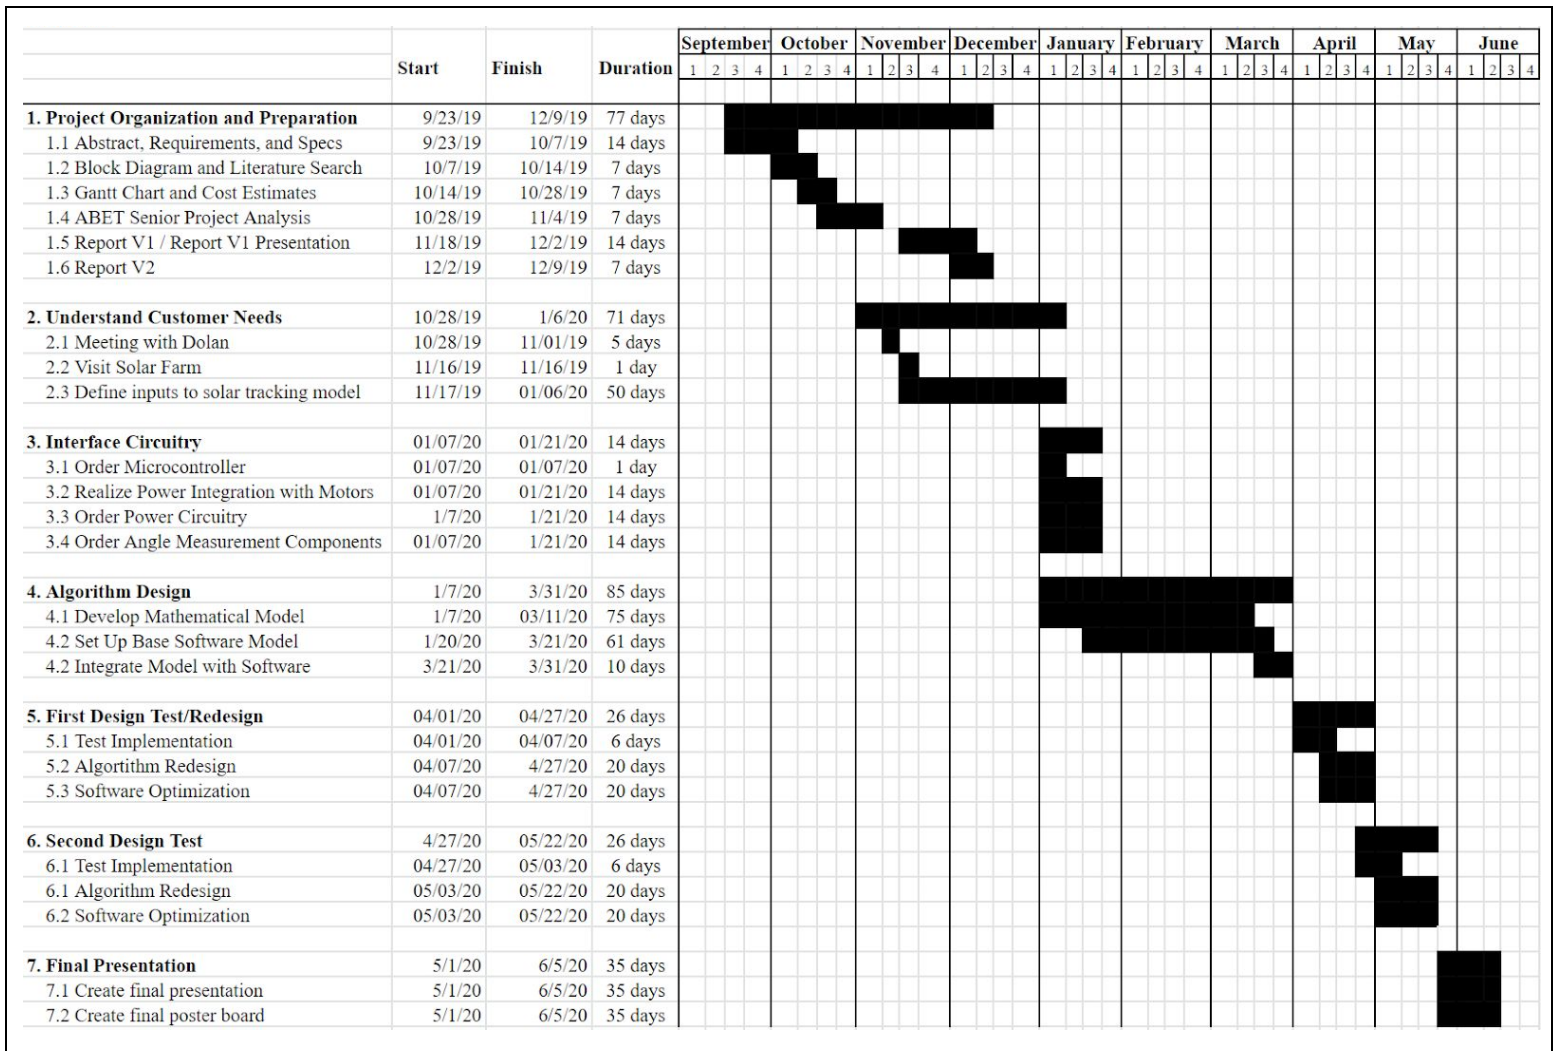 September October November December January February March April May June
Start Finish Duration 1 2 3 4 1 2 3 4 1 2 3 4 1 2 3 4 1 2 3 4 1 2 3 4 1 2 3 4 1 2 3 4 1 2 3 4 1 2 3 4
1. Project Organization and Preparation 9/23/19 12/9/19 77 days
1.1 Abstract, Requirements, and Specs 9/23/19 10/7/19 14 days
1.2 Block Diagram and Literature Search 10/7/19 10/14/19 7 days
1.3 Gantt Chart and Cost Estimates 10/14/19 10/28/19 7 days
1.4 ABET Senior Project Analysis 10/28/19 11/4/19 7 days
1.5 Report V1 / Report V1 Presentation 11/18/19 12/2/19 14 days
1.6 Report V2 12/2/19 12/9/19 7 days
2. Understand Customer Needs 10/28/19 1/6/20 71 days
2.1 Meeting with Dolan 10/28/19 11/01/19 5 days
2.2 Visit Solar Farm 11/16/19 11/16/19 1 day
2.3 Define inputs to solar tracking model 11/17/19 01/06/20 50 days
3. Interface Circuitry 01/07/20 01/21/20 14 days
3.1 Order Microcontroller 01/07/20 01/07/20 1 day
3.2 Realize Power Integration with Motors 01/07/20 01/21/20 14 days
3.3 Order Power Circuitry 1/7/20 1/21/20 14 days
3.4 Order Angle Measurement Components 01/07/20 1/21/20 14 days
4. Algorithm Design 1/7/20 3/31/20 85 days
4.1 Develop Mathematical Model 1/7/20 03/11/20 75 days
4.2 Set Up Base Software Model 1/20/20 3/21/20 61 days
4.2 Integrate Model with Software 3/21/20 3/31/20 10 days
5. First Design Test/Redesign 04/01/20 04/27/20 26 days
5.1 Test Implementation 04/01/20 04/07/20 6 days
5.2 Algortithm Redesign 04/07/20 4/27/20 20 days
5.3 Software Optimization 04/07/20 4/27/20 20 days
6. Second Design Test 4/27/20 05/22/20 26 days
6.1 Test Implementation 04/27/20 05/03/20 6 days
6.1 Algorithm Redesign 05/03/20 05/22/20 20 days
6.2 Software Optimization 05/03/20 05/22/20 20 days
7. Final Presentation 5/1/20 6/5/20 35 days
7.1 Create final presentation 5/1/20 6/5/20 35 days
7.2 Create final poster board 5/1/20 6/5/20 35 days